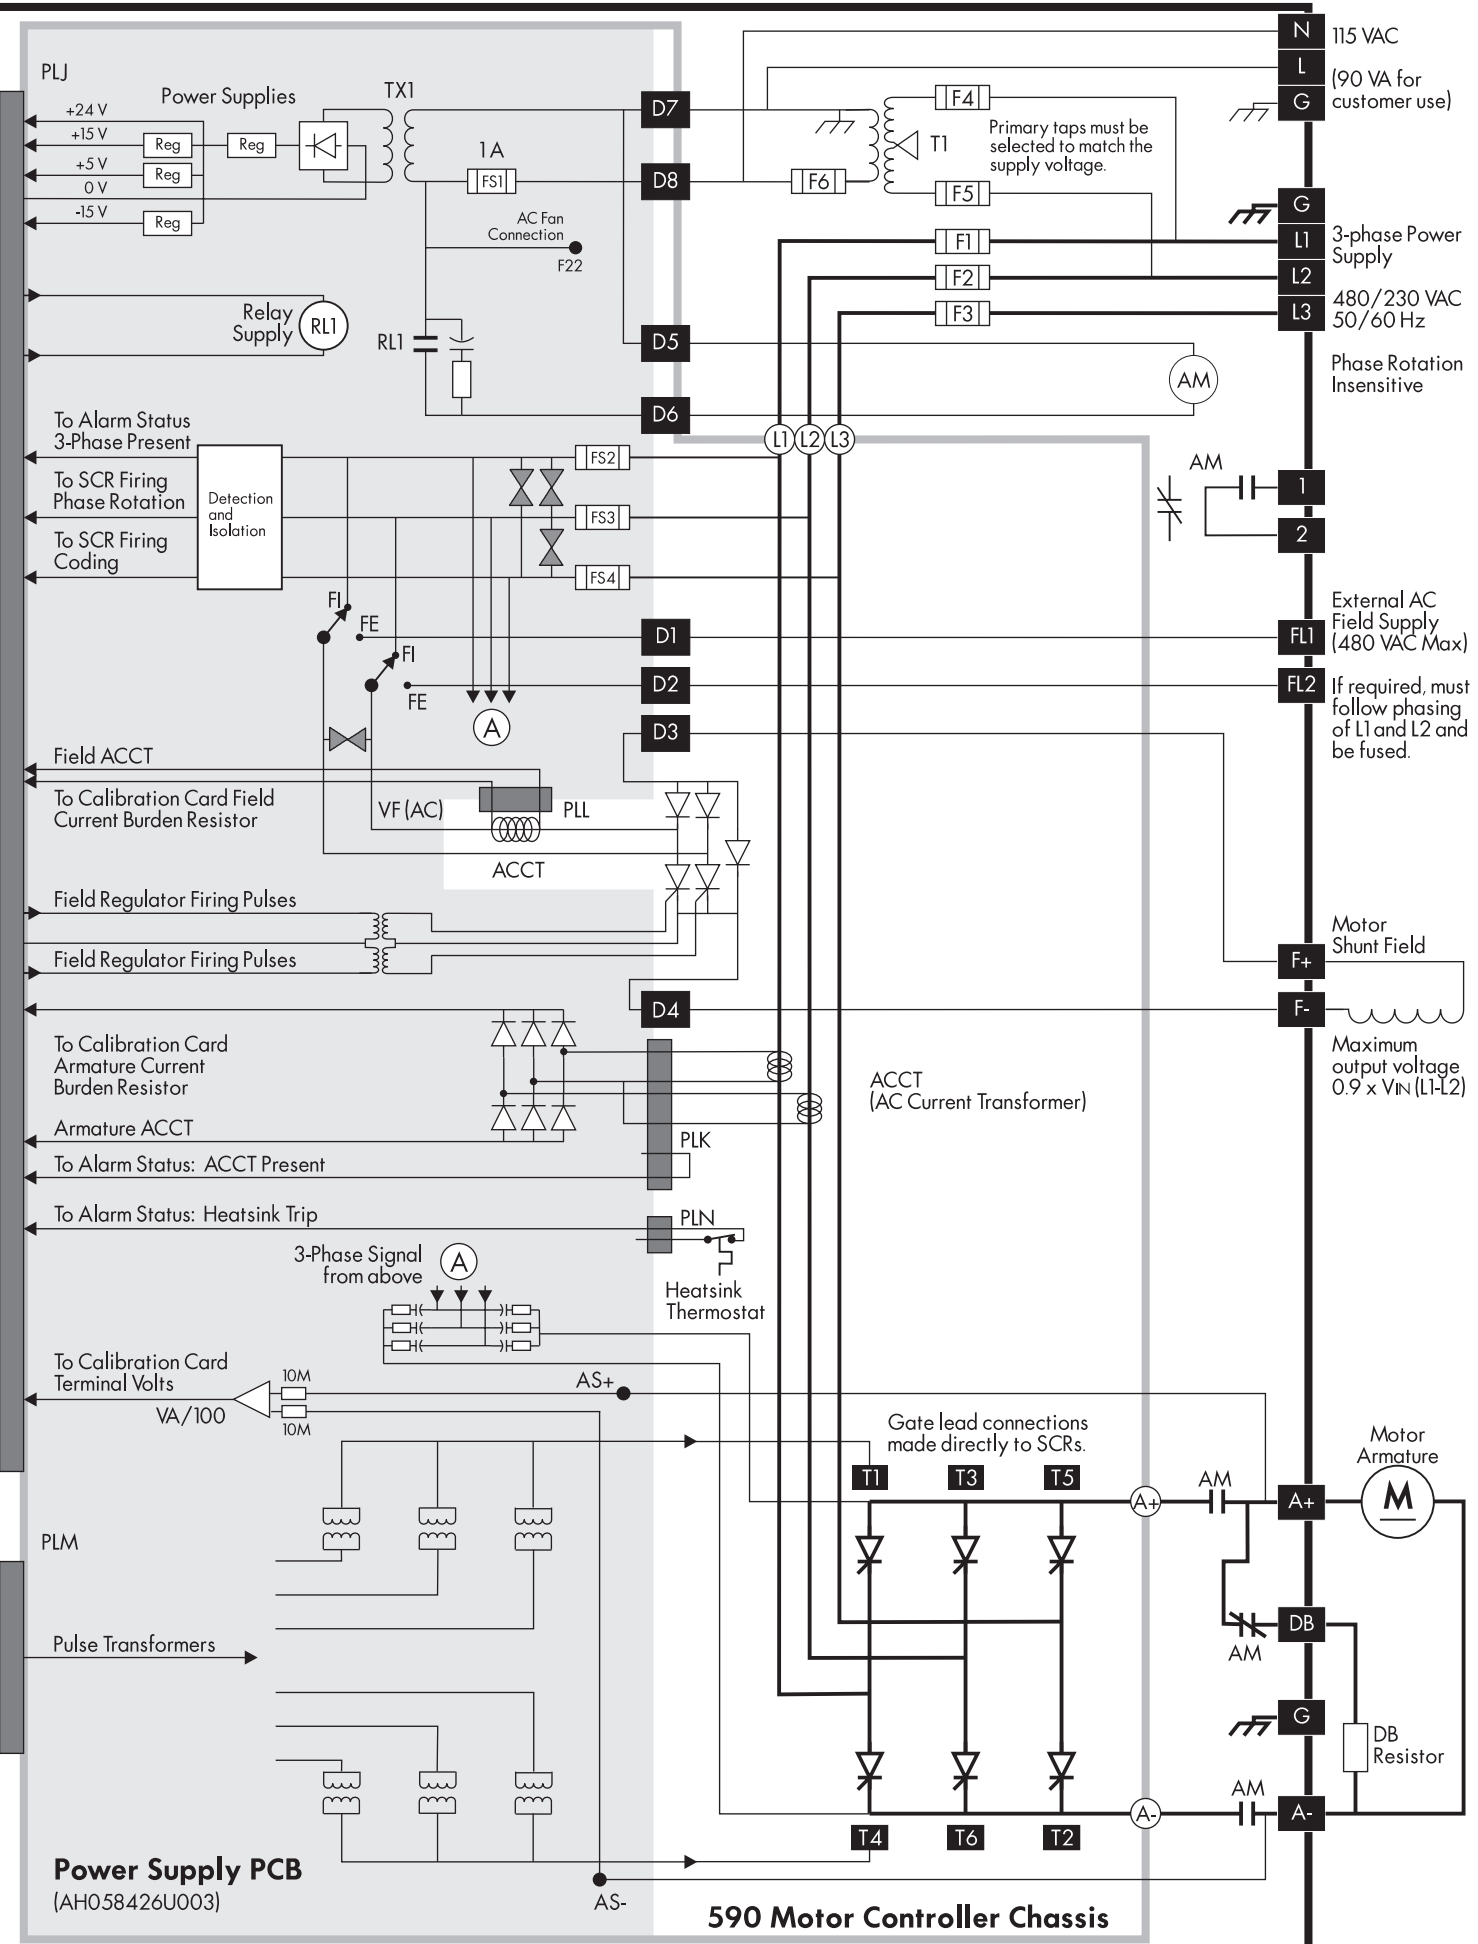 N
115 VAC
L
(90 VA for
customer use)
G
PLJ
+24 V
Power Supplies
TX1
D7
F4
+15 V
Reg
Reg
1A
Primary taps must be
selected to match the
supply voltage.
T1
+5 V
Reg
FS1
D8
F6
F5
0 V
-15 V
Reg
AC Fan
Connection
F22
G
F1
L1
3-phase Power
Supply
F2
L2
F3
L3
480/230 VAC
50/60 Hz
Relay
Supply
RL1
RL1
D5
AM
Phase Rotation
Insensitive
D6
To Alarm Status
3-Phase Present
L1
L2
L3
FS2
To SCR Firing
Phase Rotation
Detection
and
Isolation
FS3
AM
1
2
To SCR Firing
Coding
FS4
FI
FE
D1
External AC
Field Supply
(480 VAC Max)
FL1
FI
FE
D2
FL2
If required, must
follow phasing
of L1 and L2 and
be fused.
A
D3
Field ACCT
To Calibration Card Field
Current Burden Resistor
VF (AC)
PLL
ACCT
Field Regulator Firing Pulses
Field Regulator Firing Pulses
Motor
Shunt Field
F+
D4
F-
To Calibration Card
Armature Current
Burden Resistor
ACCT
(AC Current Transformer)
Maximum
output voltage
0.9 x VIN (L1-L2)
Armature ACCT
PLK
To Alarm Status: ACCT Present
To Alarm Status: Heatsink Trip
PLN
3-Phase Signal
from above
A
Heatsink
Thermostat
To Calibration Card
Terminal Volts
VA/100
10M
10M
AS+
Gate lead connections
made directly to SCRs.
Motor
Armature
T1
T3
T5
A+
AM
A+
M
PLM
Pulse Transformers
DB
AM
G
DB
Resistor
AM
A-
A-
T4
T6
T2
Power Supply PCB
(AH058426U003)
AS-
590 Motor Controller Chassis